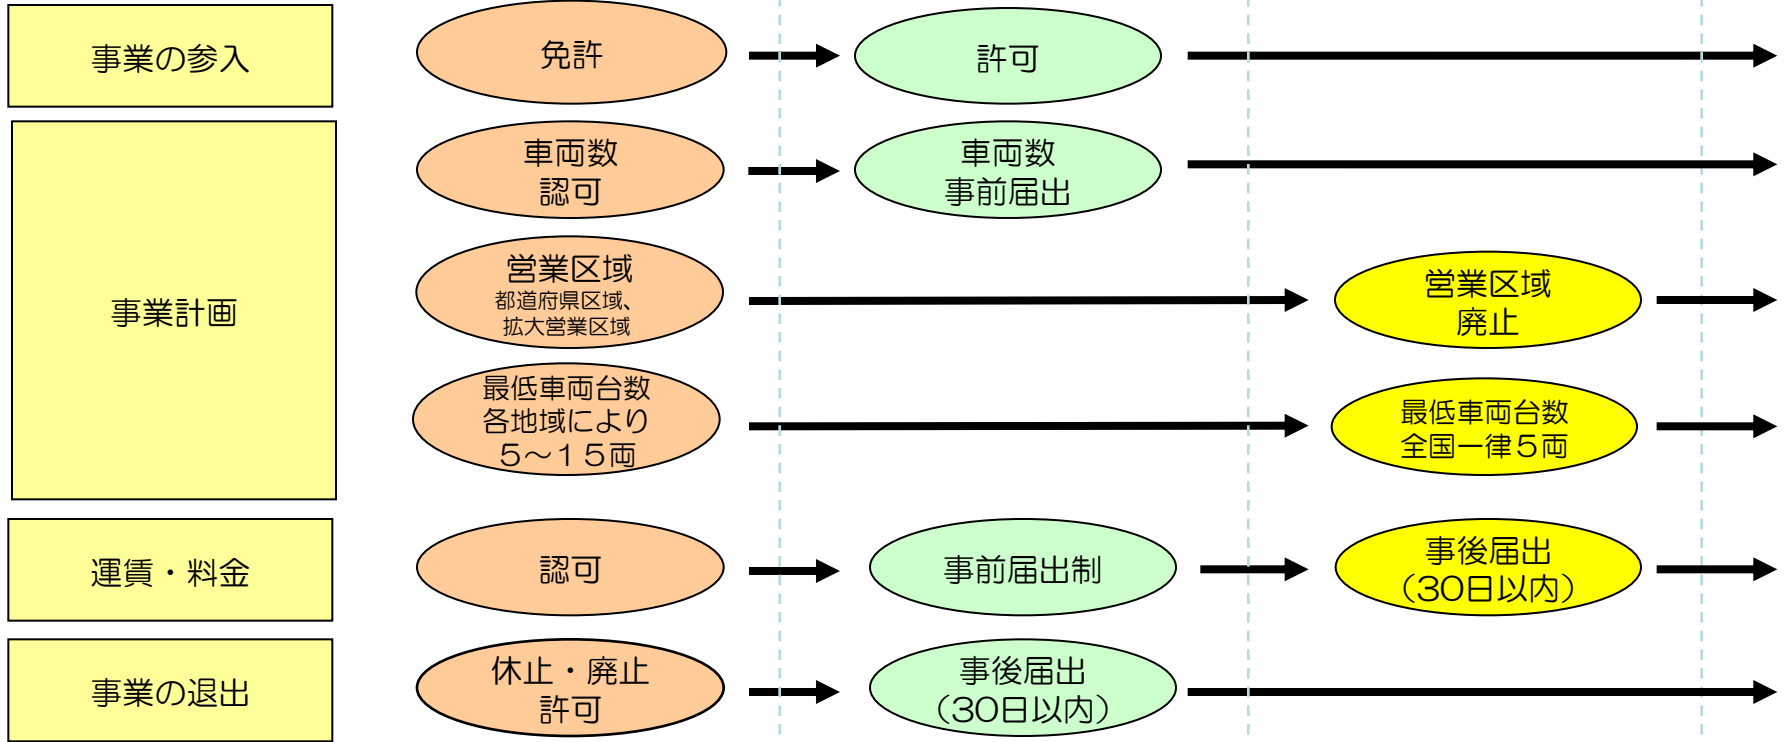 事業の参入
免許
許可
事業計画
車両数
認可
車両数
事前届出
営業区域
都道府県区域、
拡大営業区域
営業区域
廃止
最低車両台数
各地域により
５～１５両
最低車両台数
全国一律５両
運賃・料金
認可
事前届出制
事後届出
（30日以内）
事業の退出
休止・廃止
許可
事後届出
（30日以内）